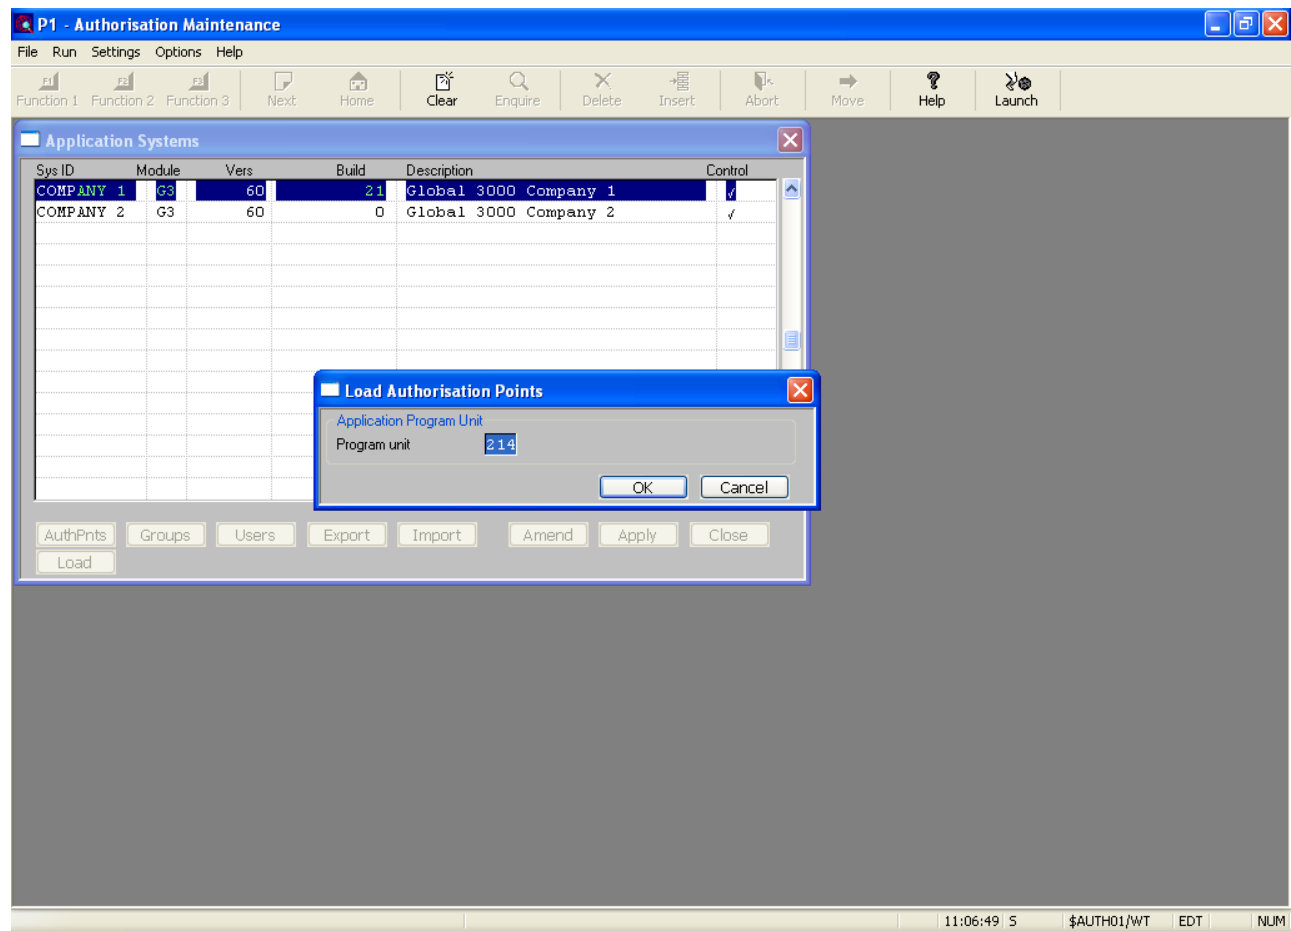 P1 - Authorisation Maintenance
File Run Settings Options Help
F1 F2 F3
Function 1 Function 2 Function 3 Next Home Clear Enquire Delete Insert Abort Move Help Launch
Application Systems
Sys ID Module Vers Build Description Control
COMPANY 1 G3 60 21 Global 3000 Company 1 √
COMPANY 2 G3 60 0 Global 3000 Company 2 √
Load Authorisation Points
Application Program Unit
Program unit 214
OK Cancel
AuthPnts Groups Users Export Import Amend Apply Close
Load
11:06:49 S $AUTH01/WT EDT NUM